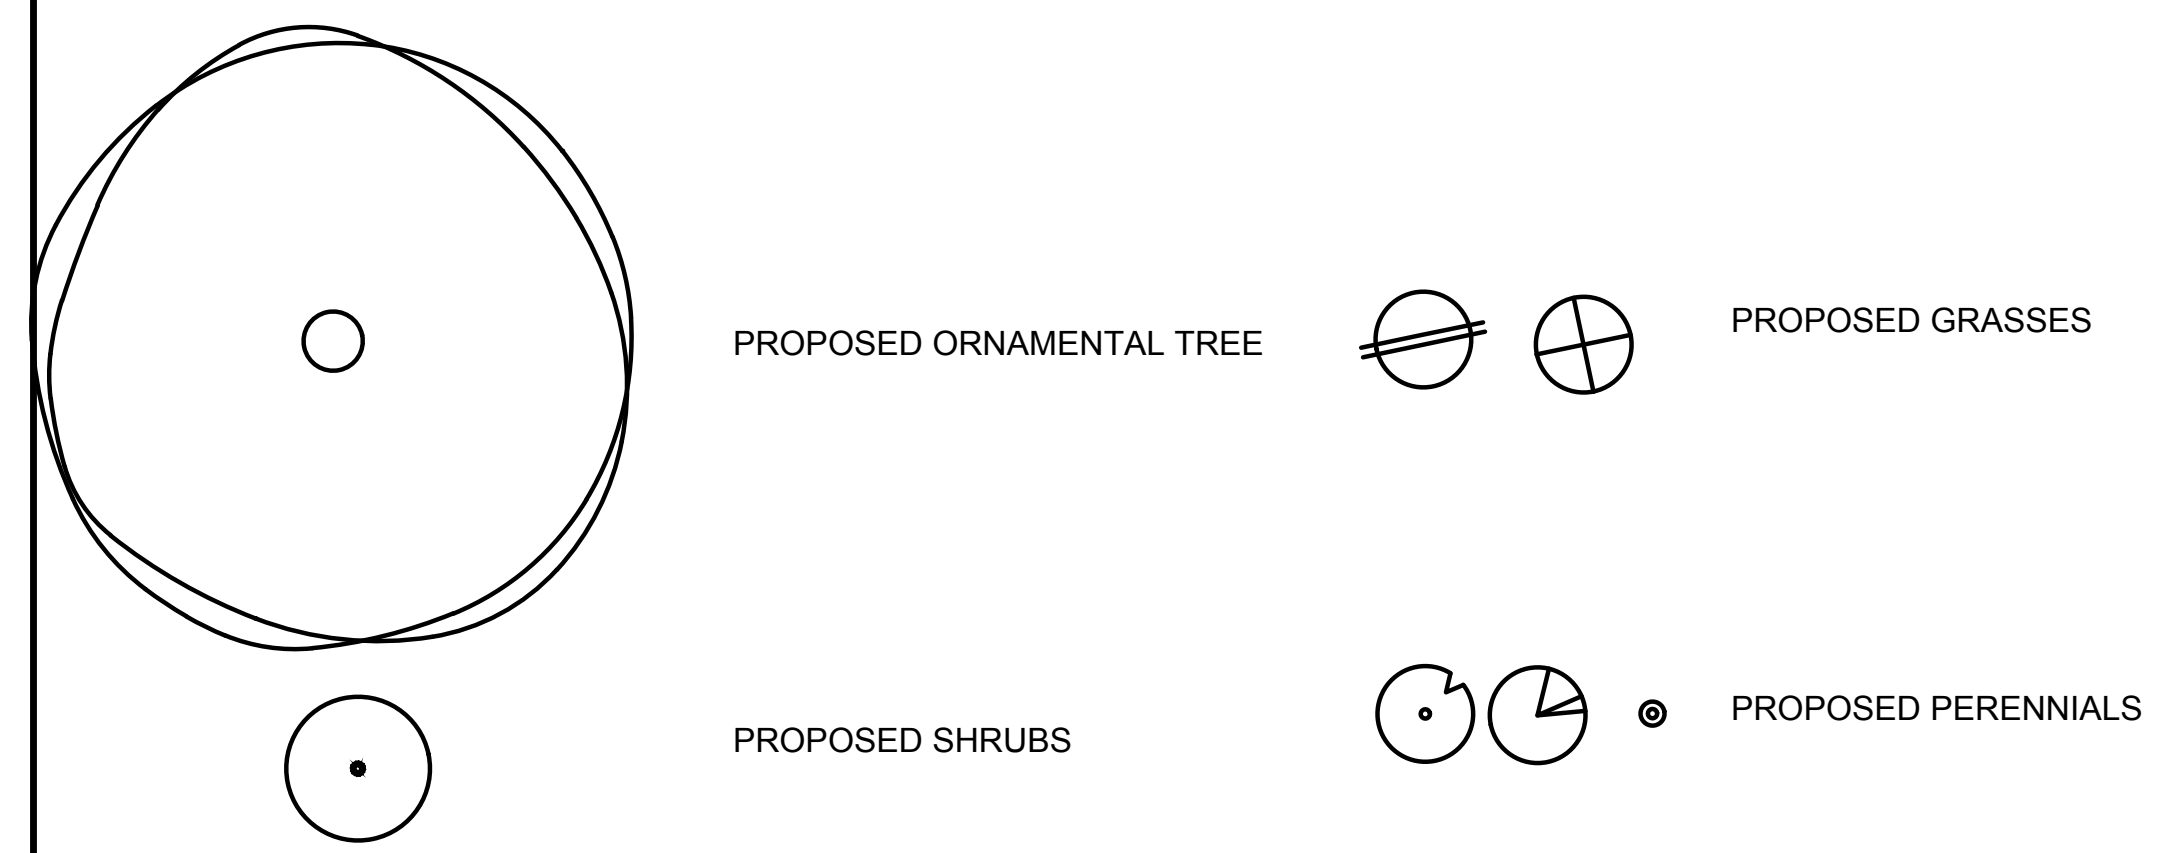 PROPOSED ORNAMENTAL TREE
PROPOSED GRASSES
PROPOSED SHRUBS
PROPOSED PERENNIALS